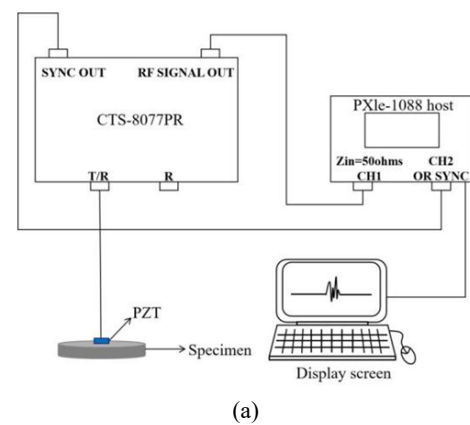 SYNC OUT RF SIGNAL OUT
CTS-8077PR
T/R R
PXle-1088 host
Zin=50ohms CH2
CH1 OR SYNC
PZT
Specimen
Display screen
(a)